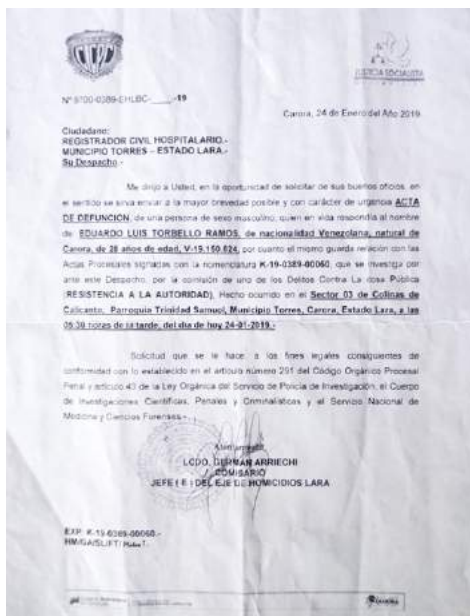 CICPC
JUSTICIA SOCIALISTA
Nº 9700-0389-EHLBC-____-19
Carora, 24 de Enero del Año 2019
Ciudadano:
REGISTRADOR CIVIL HOSPITALARIO.-
MUNICIPIO TORRES – ESTADO LARA.-
Su Despacho.-
Me dirijo a Usted, en la oportunidad de solicitar de sus buenos oficios, en
el sentido se sirva enviar a la mayor brevedad posible y con carácter de urgencia ACTA
DE DEFUNCIÓN, de una persona de sexo masculino, quien en vida respondía al nombre
de EDUARDO LUIS TORBELLO RAMOS, de nacionalidad Venezolana, natural de
Carora, de 28 años de edad, V-19.150.624, por cuanto el mismo guarda relación con las
Actas Procesales signadas con la nomenclatura K-19-0389-00060, que se investiga por
ante este Despacho, por la comisión de uno de los Delitos Contra La cosa Pública
(RESISTENCIA A LA AUTORIDAD), Hecho ocurrido en el Sector 03 de Colinas de
Calicanto, Parroquia Trinidad Samuel, Municipio Torres, Carora, Estado Lara, a las
05:30 horas de la tarde, del día de hoy 24-01-2019.-
Solicitud que se le hace a los fines legales consiguientes de
conformidad con lo establecido en el artículo número 291 del Código Orgánico Procesal
Penal y artículo 43 de la Ley Orgánica del Servicio de Policía de Investigación, el Cuerpo
de Investigaciones Científicas, Penales y Criminalísticas y el Servicio Nacional de
Medicina y Ciencias Forenses.-
Atentamente
LCDO. GERMAN ARRIECHI
COMISARIO
JEFE ( E ) DEL EJE DE HOMICIDIOS LARA
EXP: K-19-0389-00060.-